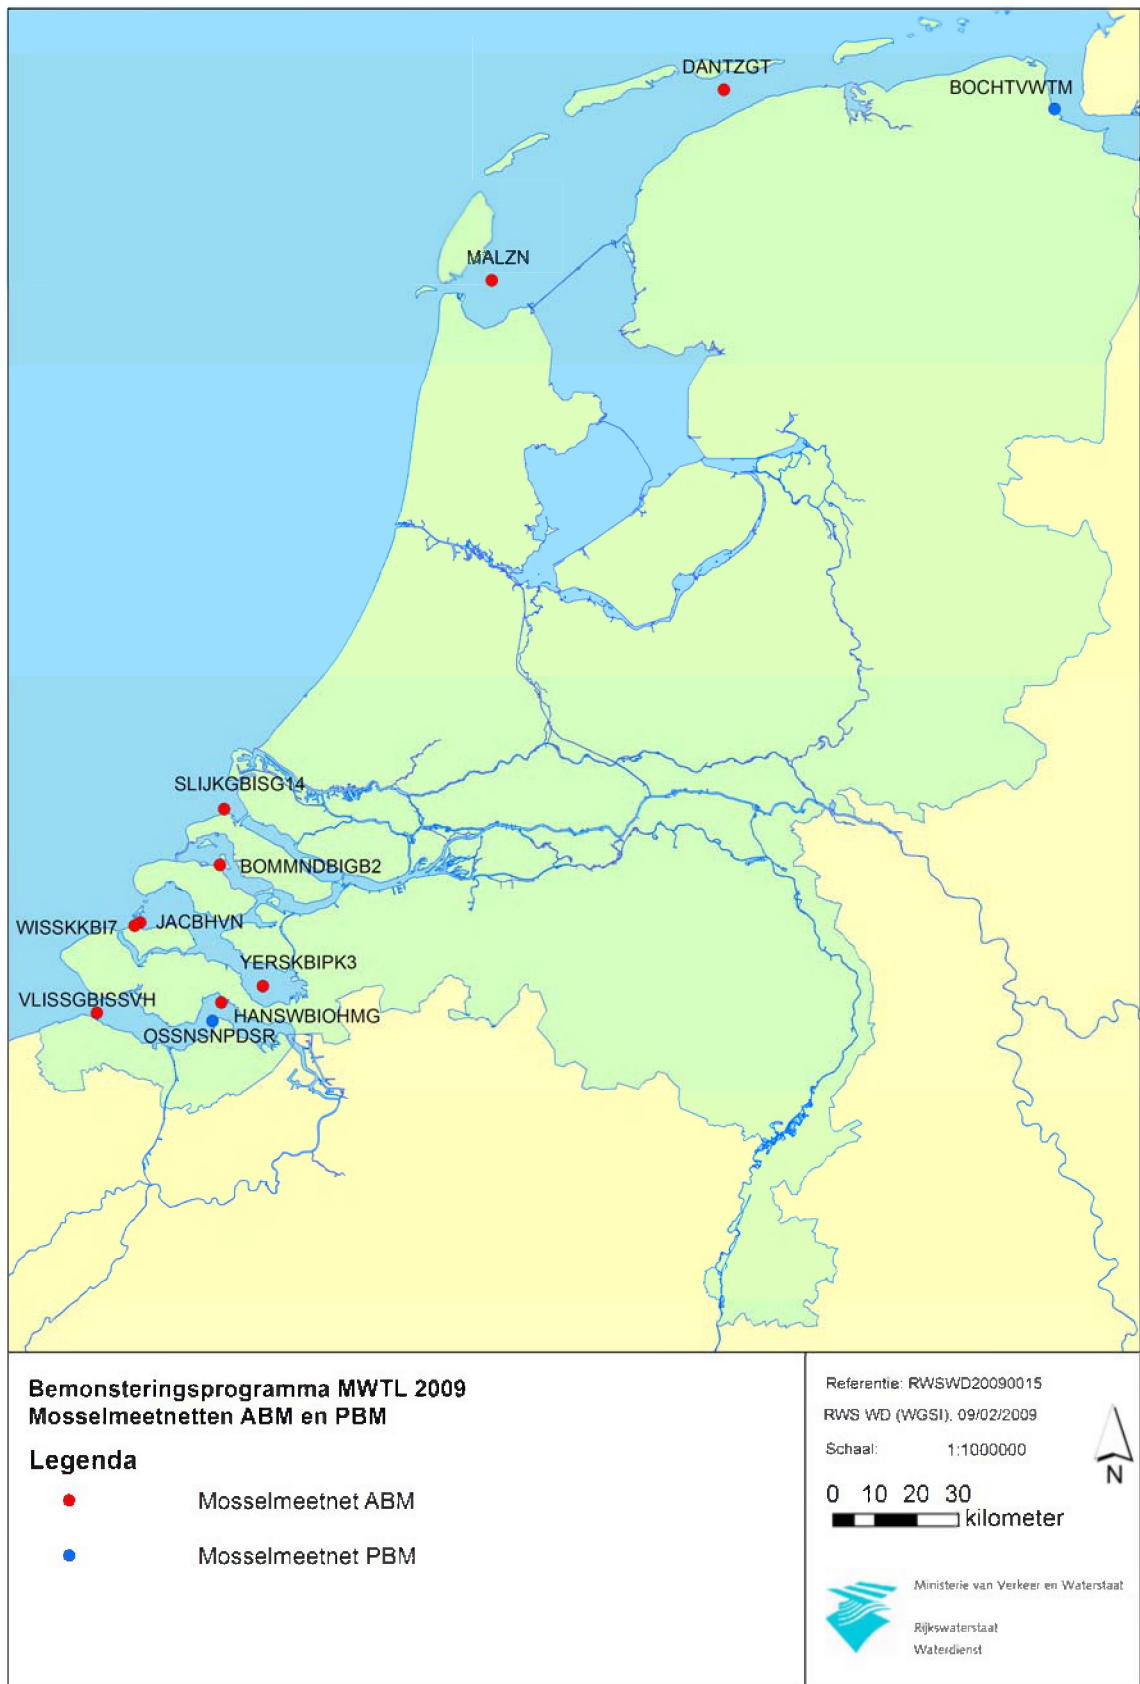 DANTZGT
BOCHTVWTM
MALZN
SLIJKGBISG14
BOMMNDBIGB2
WISSKKBI7
JACBHVN
YERSKBIPK3
VLISSGBISSVH
HANSWBIOHMG
OSSNSNPDSR
Bemonsteringsprogramma MWTL 2009
Mosselmeetnetten ABM en PBM
Legenda
Mosselmeetnet ABM
Mosselmeetnet PBM
Referentie: RWSWD20090015
RWS WD (WGSI), 09/02/2009
Schaal: 1:1000000
N
0 10 20 30
kilometer
Ministerie van Verkeer en Waterstaat
Rijkswaterstaat
Waterdienst